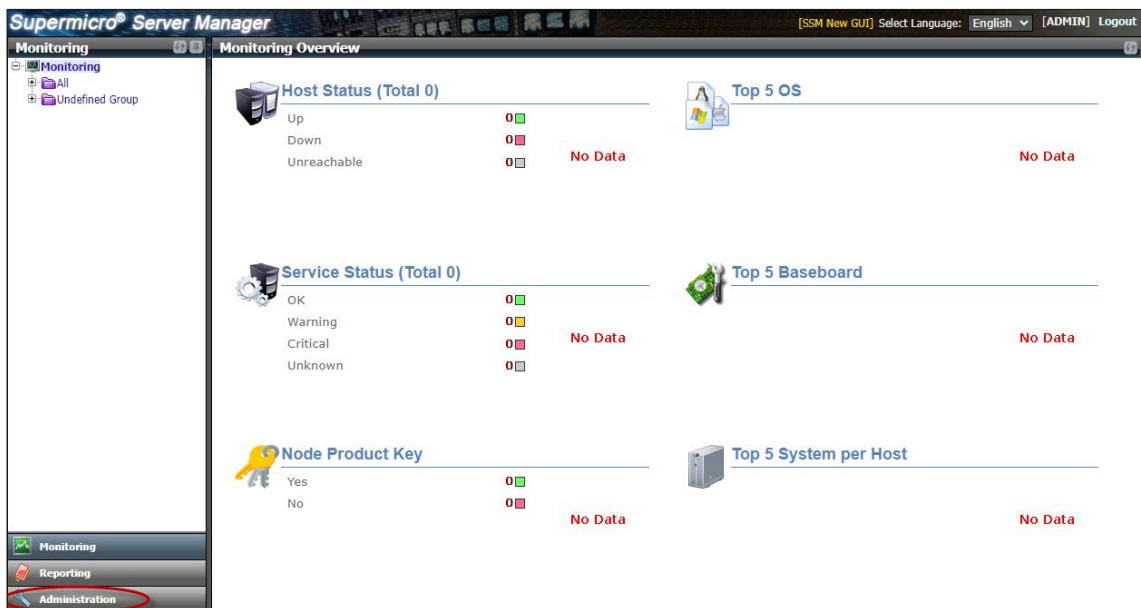 Supermicro® Server Manager
[SSM New GUI] Select Language: English [ADMIN] Logout
Monitoring
Monitoring Overview
Monitoring
All
Undefined Group
Host Status (Total 0)
Up 0
Down 0
Unreachable 0
No Data
Top 5 OS
No Data
Service Status (Total 0)
OK 0
Warning 0
Critical 0
Unknown 0
No Data
Top 5 Baseboard
No Data
Node Product Key
Yes 0
No 0
No Data
Top 5 System per Host
No Data
Monitoring
Reporting
Administration